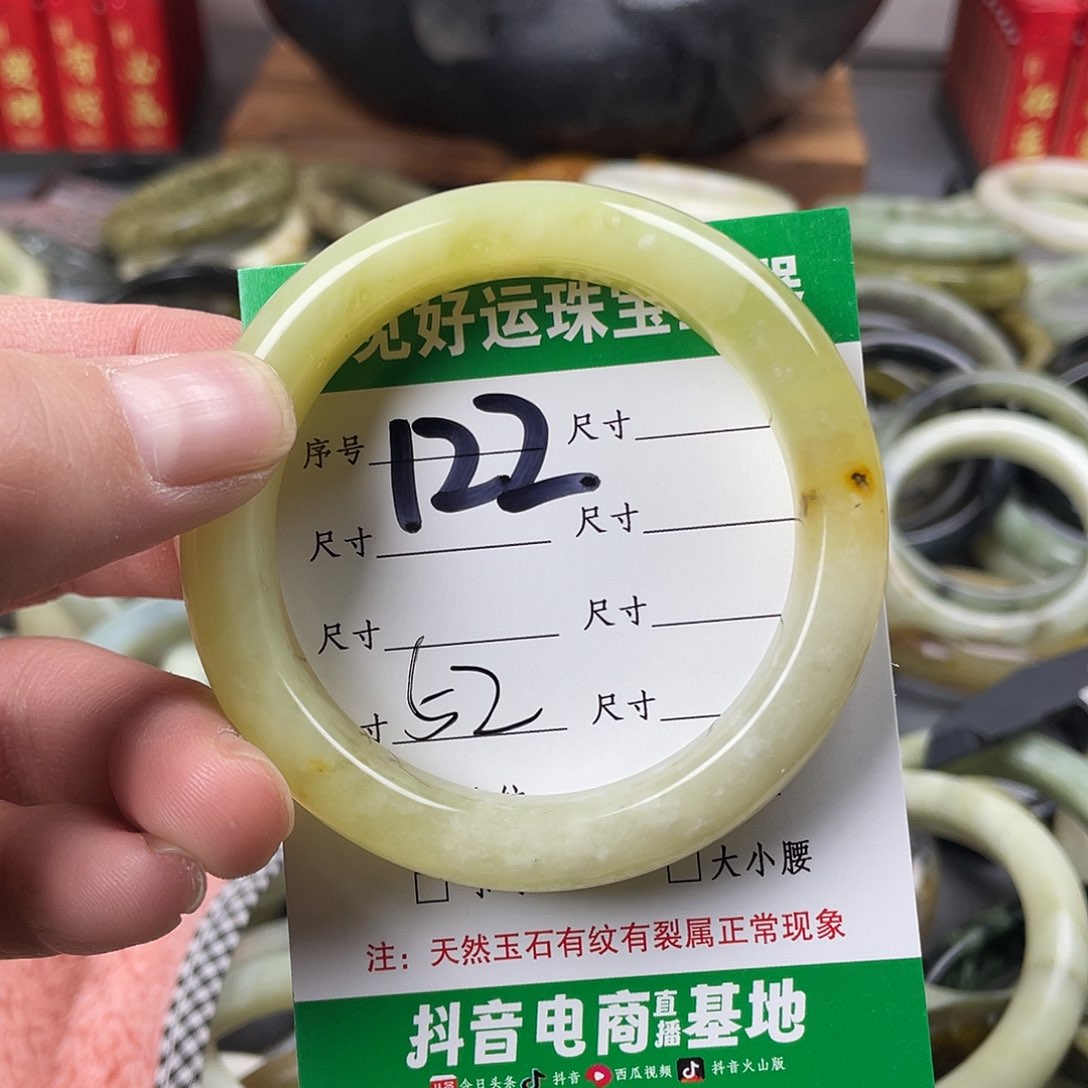 见好运珠宝
序号 122 尺寸
尺寸 尺寸
尺寸 尺寸
寸 52 尺寸
大小腰
注：天然玉石有纹有裂属正常现象
抖音电商直播基地
今日头条 抖音 西瓜视频 抖音火山版